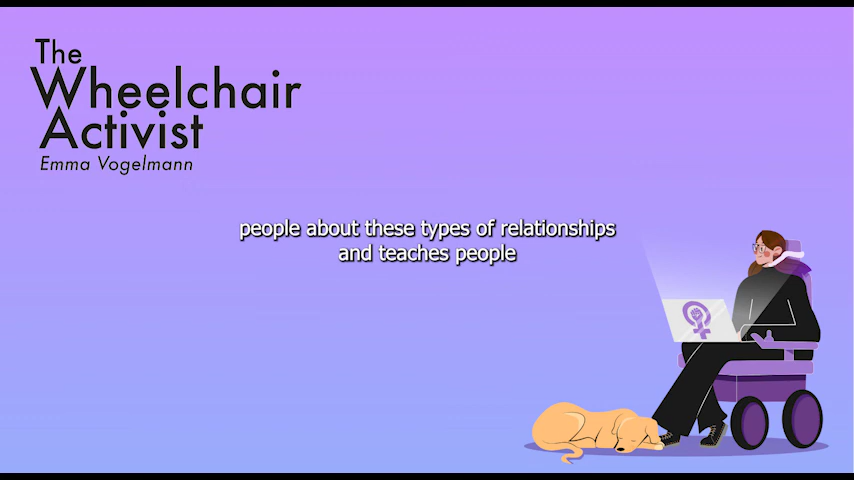 The
Wheelchair
Activist
Emma Vogelmann
people about these types of relationships
and teaches people